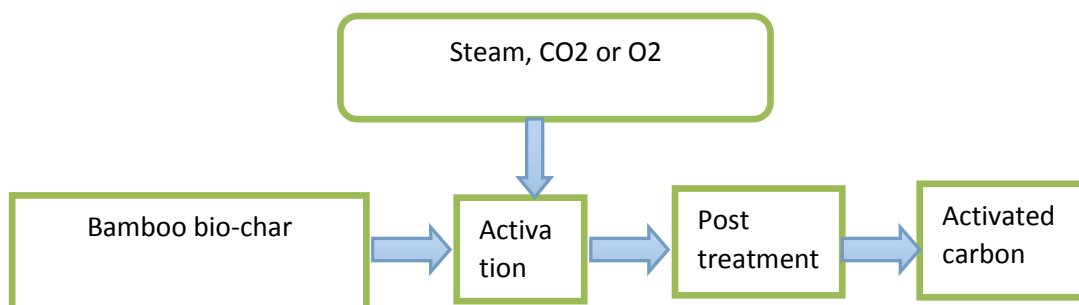 Steam, CO2 or O2
Bamboo bio-char
Activa
tion
Post
treatment
Activated
carbon